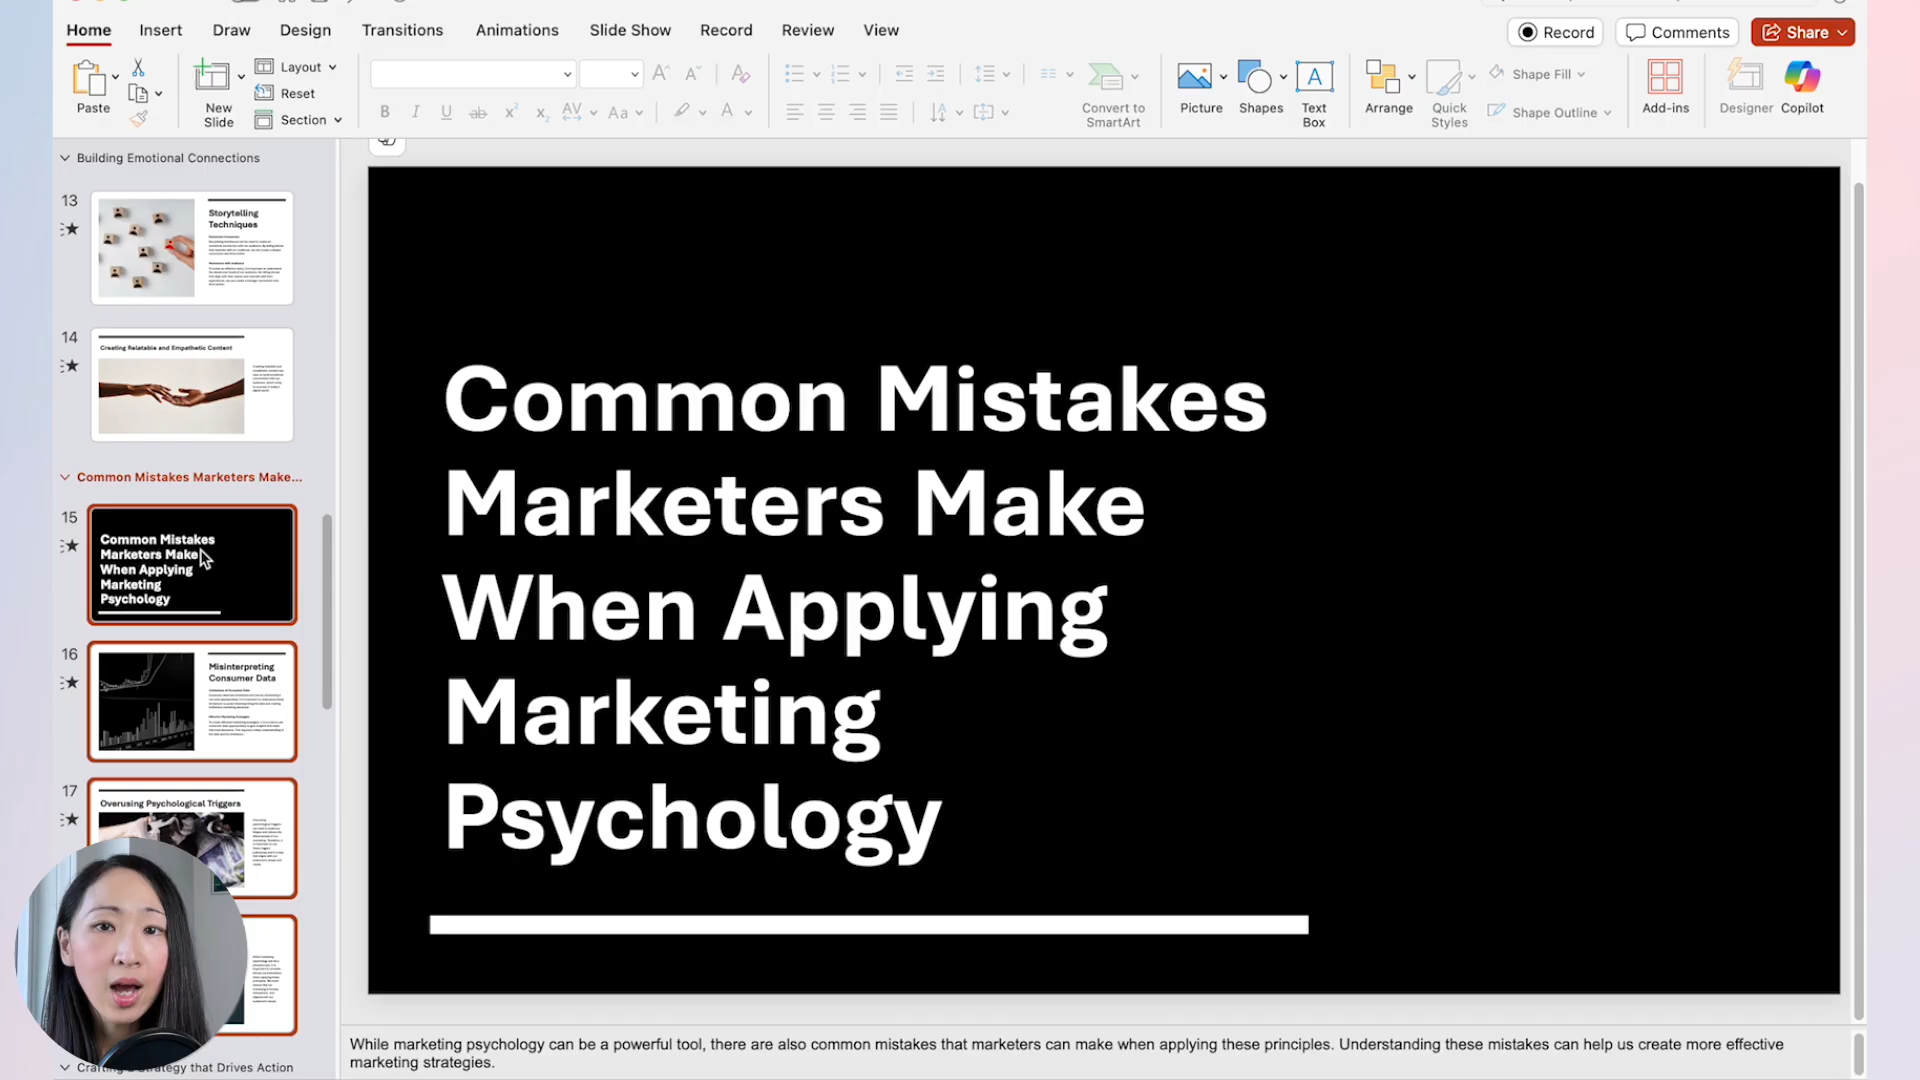 Home Insert Draw Design Transitions Animations Slide Show Record Review View
Record Comments Share
Paste
New Slide
Layout
Reset
Section
Convert to SmartArt
Picture
Shapes
Text Box
Arrange
Quick Styles
Shape Fill
Shape Outline
Add-ins
Designer
Copilot
Building Emotional Connections
13
Storytelling
Techniques
14
Creating Relatable and Empathetic Content
Common Mistakes Marketers Make...
15
Common Mistakes
Marketers Make
When Applying
Marketing
Psychology
16
Misinterpreting
Consumer Data
17
Overusing Psychological Triggers
Crafting a Strategy that Drives Action
Common Mistakes
Marketers Make
When Applying
Marketing
Psychology
While marketing psychology can be a powerful tool, there are also common mistakes that marketers can make when applying these principles. Understanding these mistakes can help us create more effective
marketing strategies.